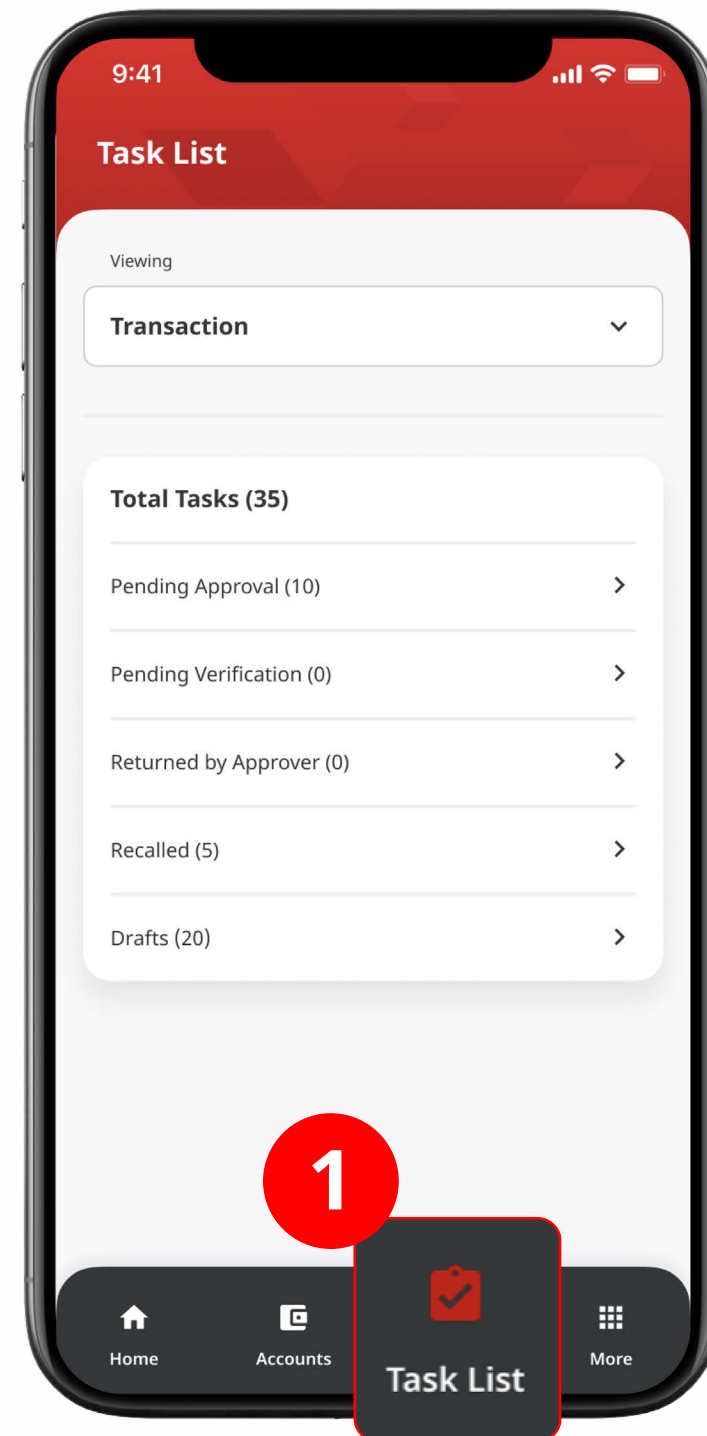 9:41
Task List
Viewing
Transaction
Total Tasks (35)
Pending Approval (10)
Pending Verification (0)
Returned by Approver (0)
Recalled (5)
Drafts (20)
1
Home
Accounts
Task List
More